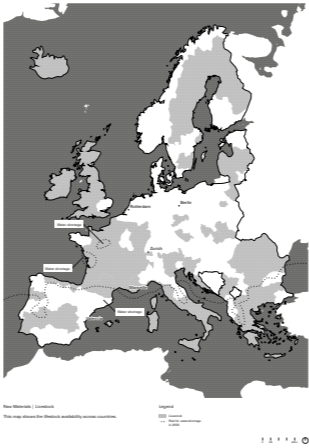 Rotterdam
Berlin
Water shortage
Zurich
Water shortage
Water shortage
Raw Materials | Livestock
This map shows the livestock availability across countries.
Legend
Livestock